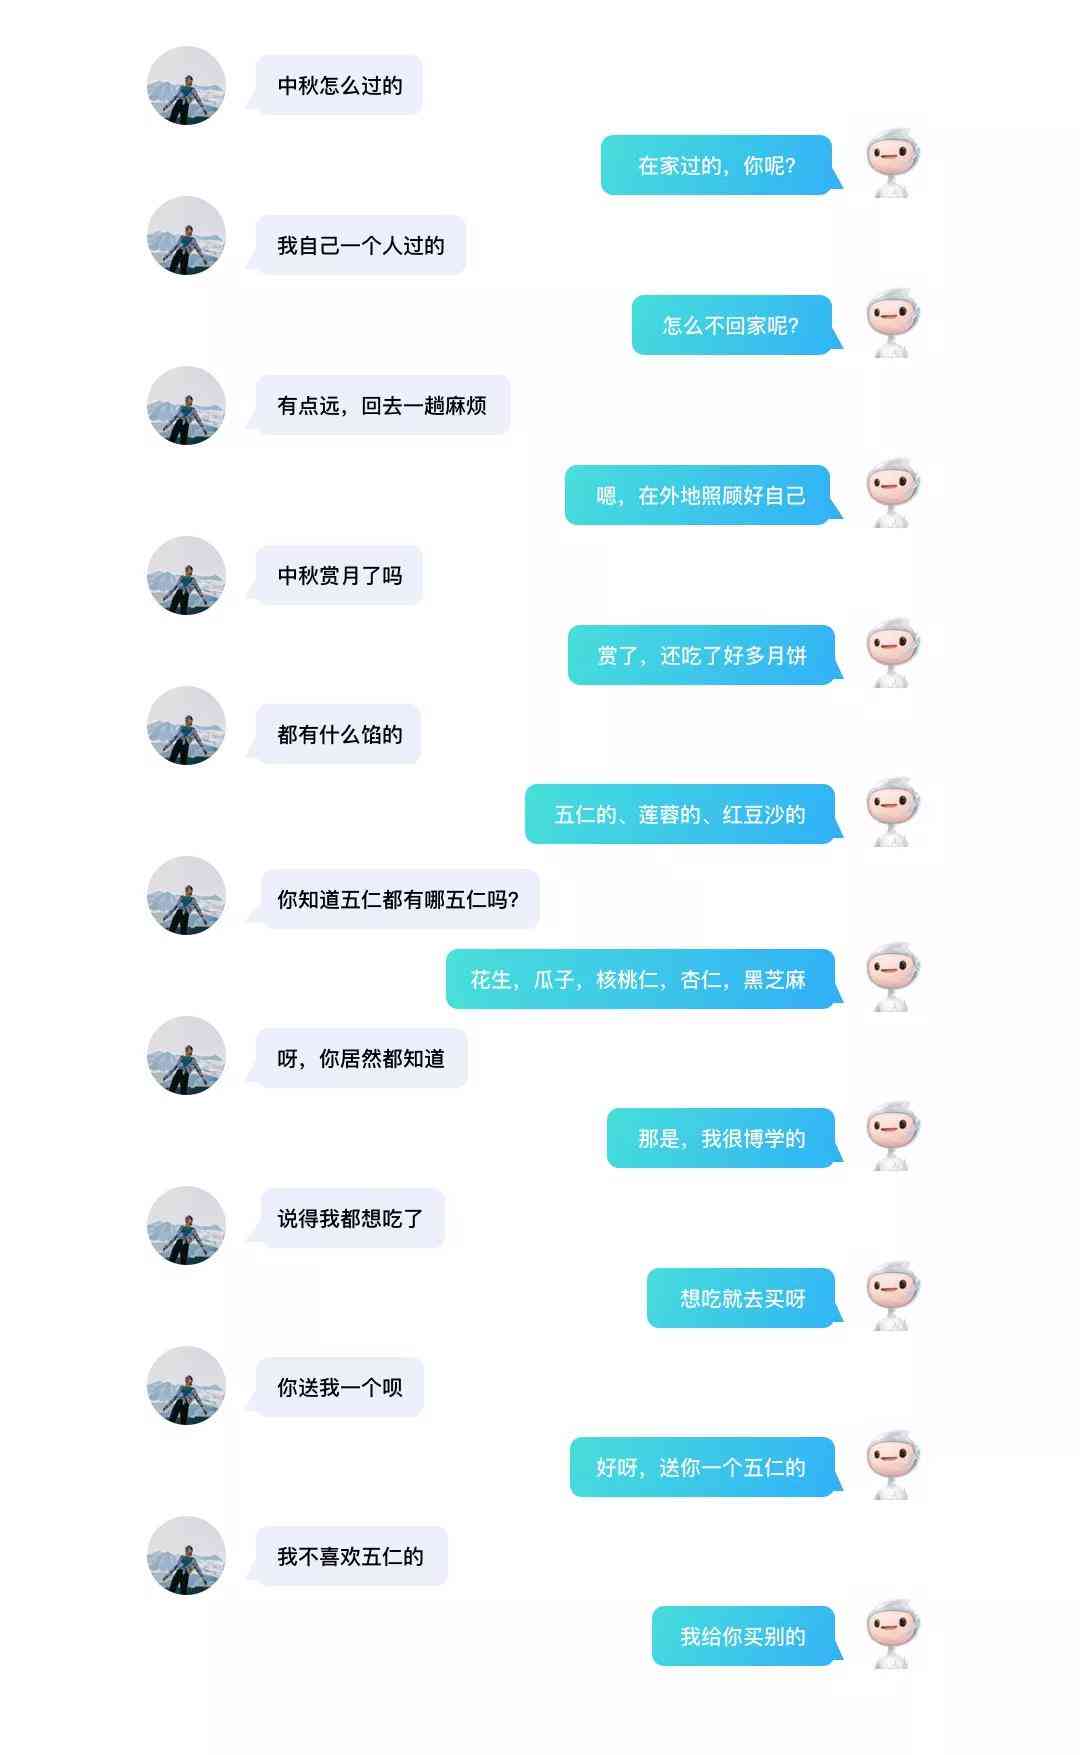 中秋怎么过的
在家过的，你呢？
我自己一个人过的
怎么不回家呢？
有点远，回去一趟麻烦
嗯，在外地照顾好自己
中秋赏月了吗
赏了，还吃了好多月饼
都有什么馅的
五仁的、莲蓉的、红豆沙的
你知道五仁都有哪五仁吗？
花生，瓜子，核桃仁，杏仁，黑芝麻
呀，你居然都知道
那是，我很博学的
说得我都想吃了
想吃就去买呀
你送我一个呗
好呀，送你一个五仁的
我不喜欢五仁的
我给你买别的